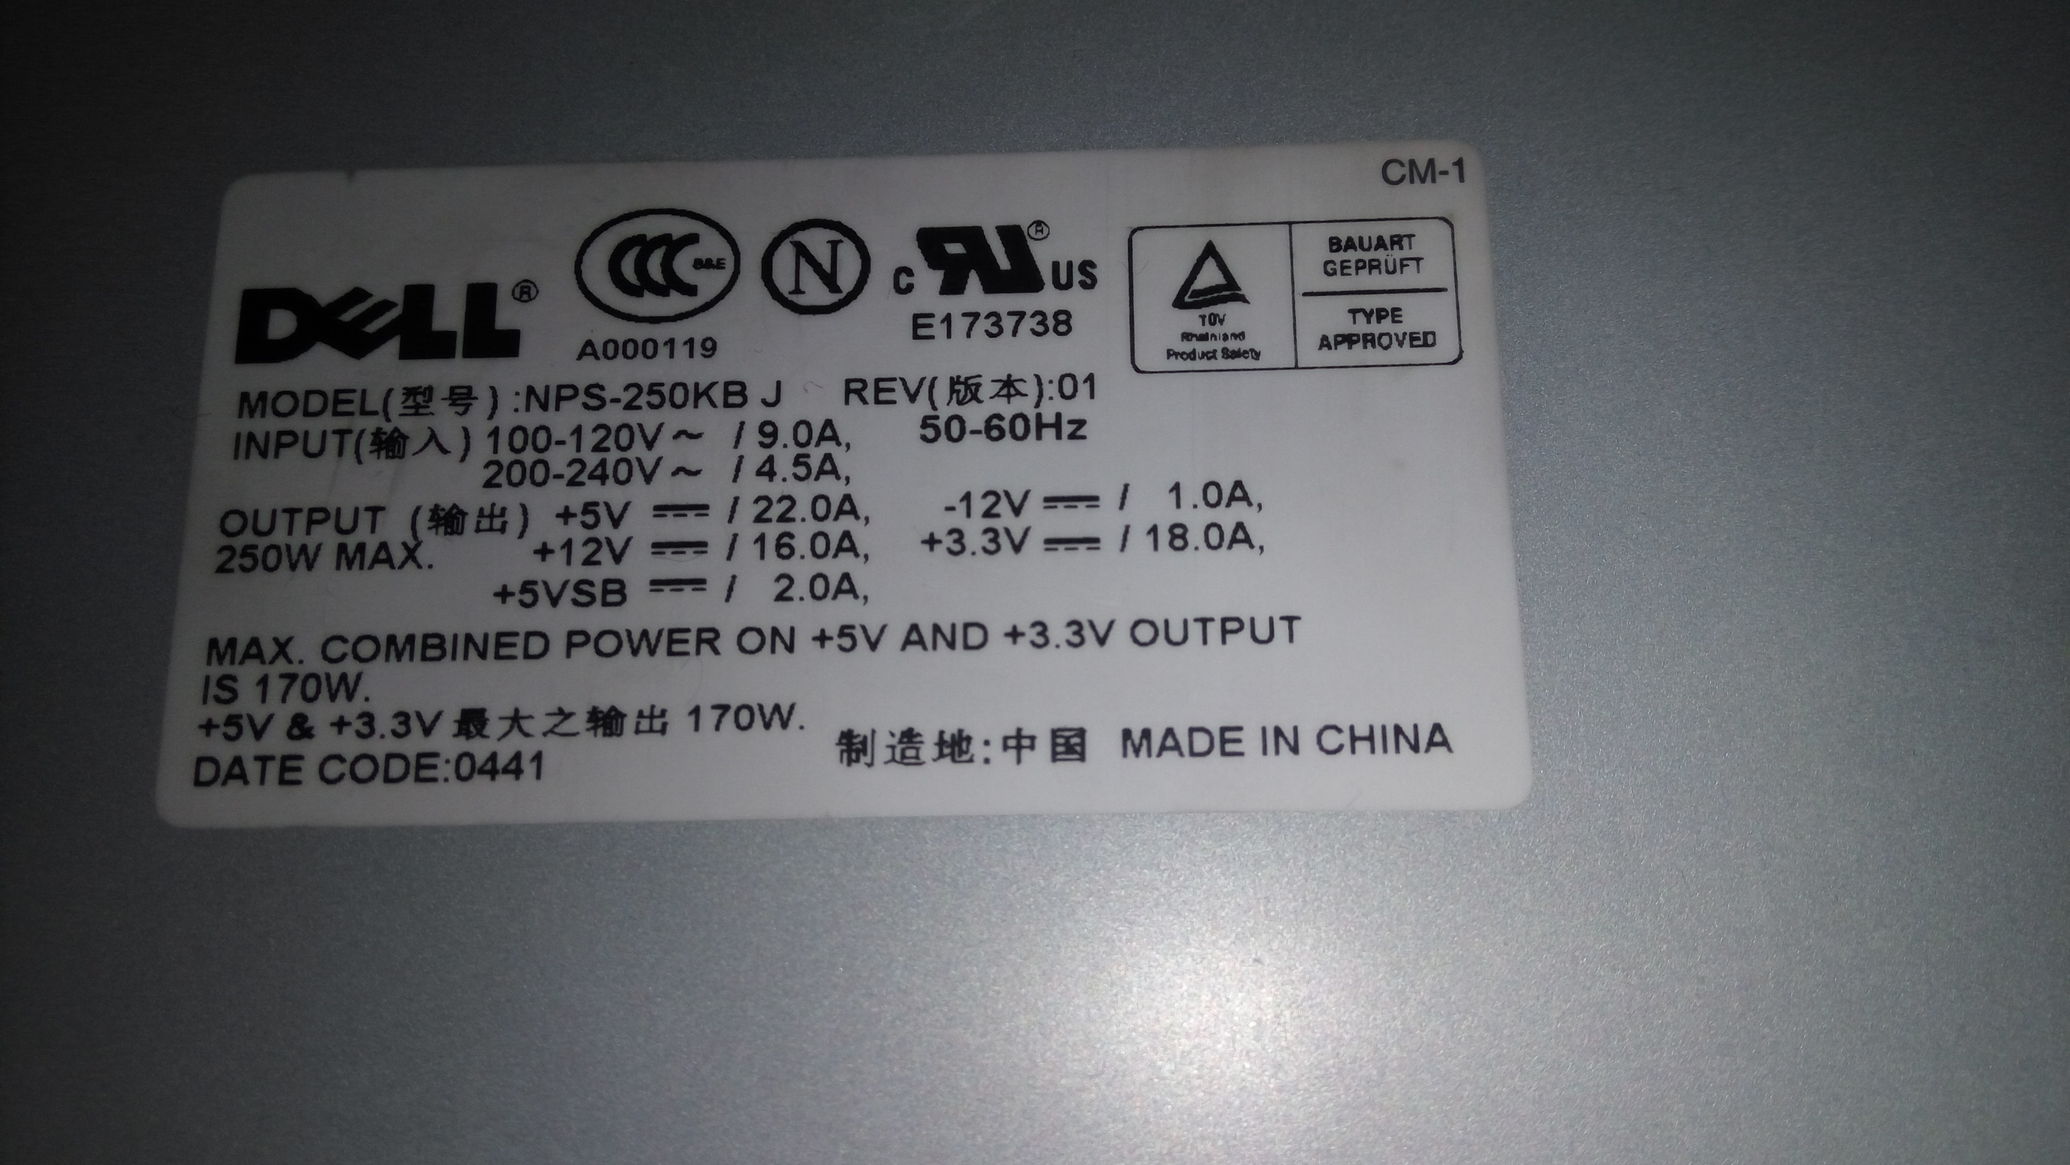 CM-1
DELL®
CCC S&E
A000119
N
c RU® US
E173738
TÜV
Rheinland
Product Safety
BAUART
GEPRÜFT
TYPE
APPROVED
MODEL(型号):NPS-250KB J REV(版本):01
INPUT(输入) 100-120V～ / 9.0A, 50-60Hz
200-240V～ / 4.5A,
OUTPUT (输出) +5V ⎓ / 22.0A, -12V ⎓ / 1.0A,
250W MAX. +12V ⎓ / 16.0A, +3.3V ⎓ / 18.0A,
+5VSB ⎓ / 2.0A,
MAX. COMBINED POWER ON +5V AND +3.3V OUTPUT
IS 170W.
+5V & +3.3V 最大之输出 170W.
DATE CODE:0441 制造地:中国 MADE IN CHINA